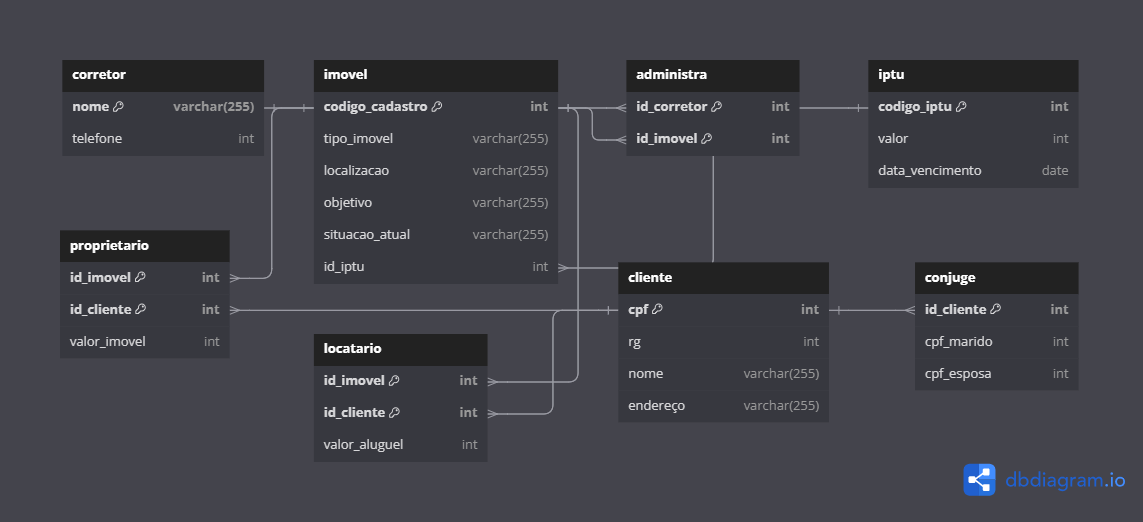 corretor
nome varchar(255)
telefone int
imovel
codigo_cadastro int
tipo_imovel varchar(255)
localizacao varchar(255)
objetivo varchar(255)
situacao_atual varchar(255)
id_iptu int
administra
id_corretor int
id_imovel int
iptu
codigo_iptu int
valor int
data_vencimento date
proprietario
id_imovel int
id_cliente int
valor_imovel int
locatario
id_imovel int
id_cliente int
valor_aluguel int
cliente
cpf int
rg int
nome varchar(255)
endereço varchar(255)
conjuge
id_cliente int
cpf_marido int
cpf_esposa int
dbdiagram.io